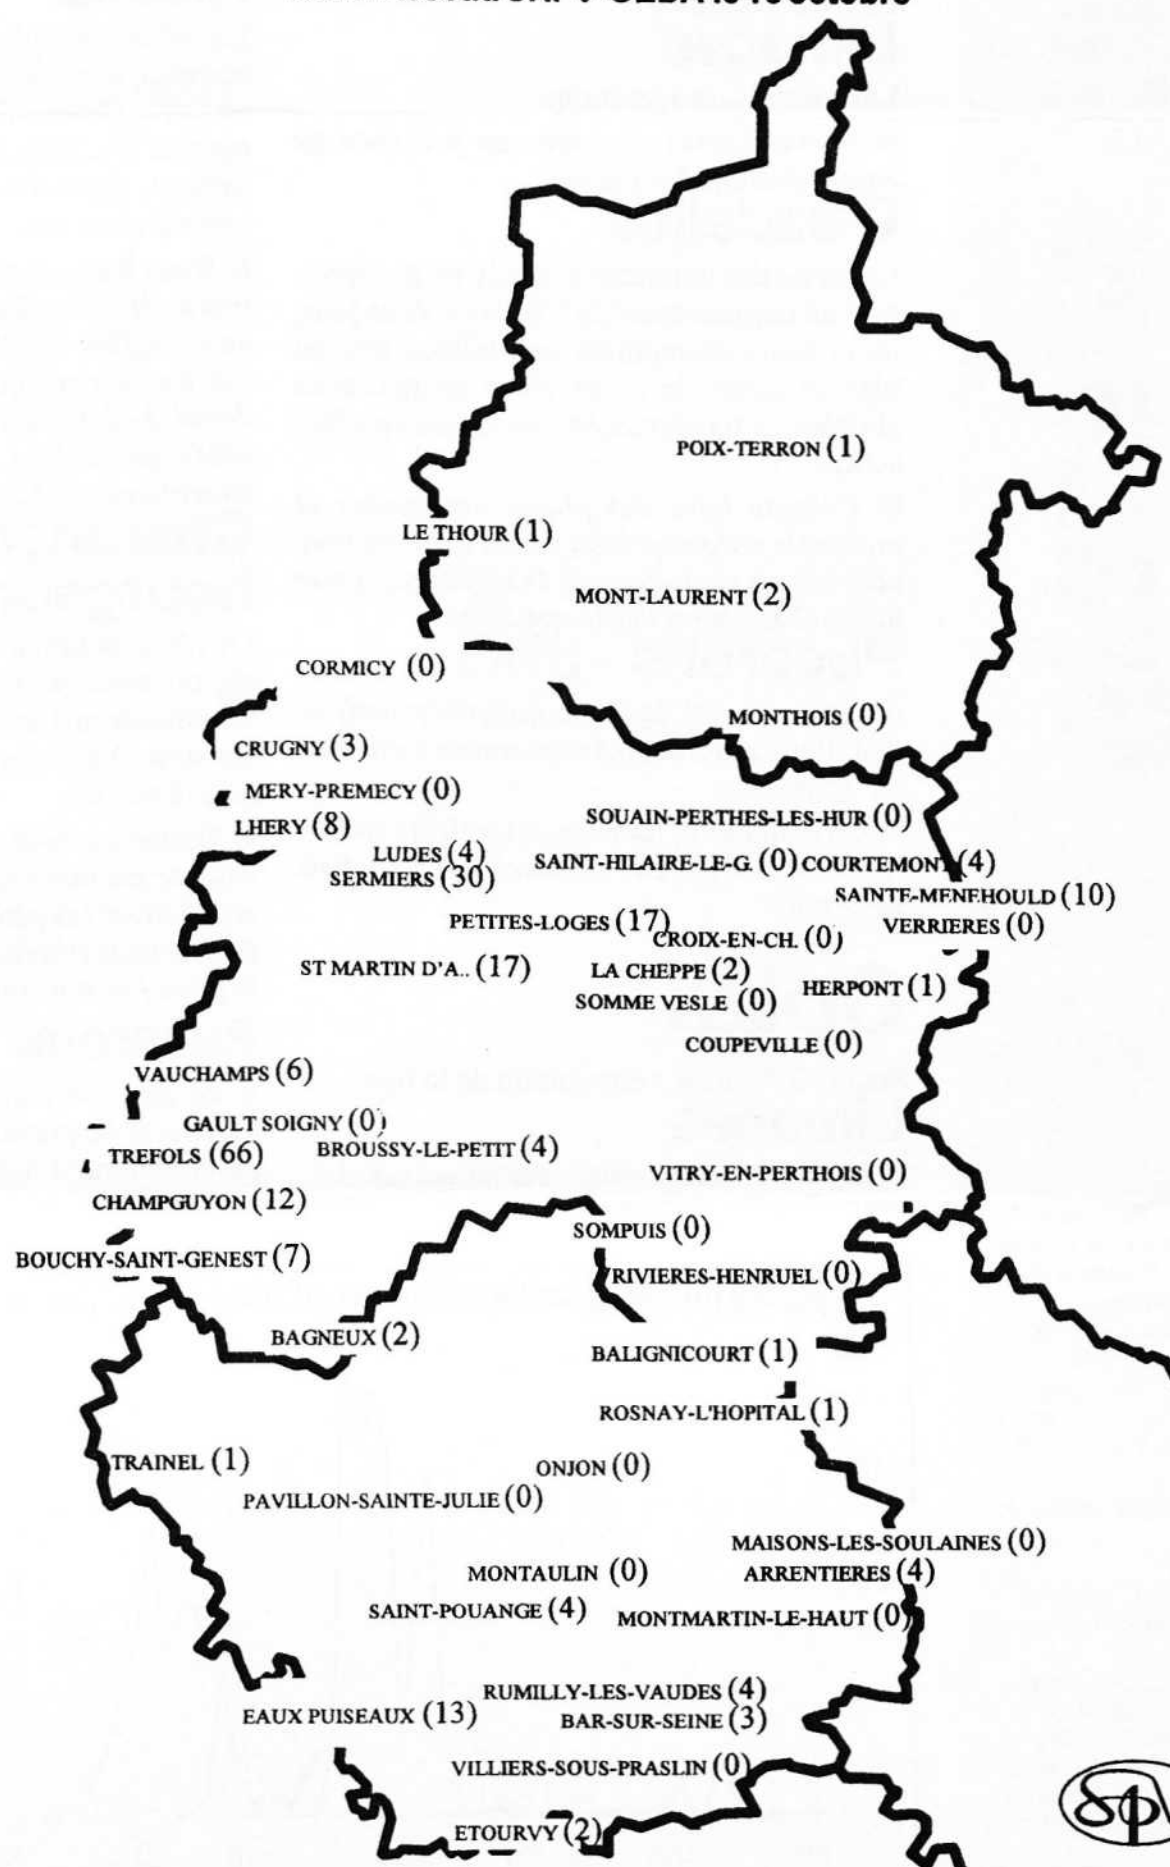 POIX-TERRON (1)
LE THOUR (1)
MONT-LAURENT (2)
CORMICY (0)
MONTHOIS (0)
CRUGNY (3)
MERY-PREMECY (0)
SOUAIN-PERTHES-LES-HUR (0)
LHERY (8)
LUDES (4)
SAINT-HILAIRE-LE-G. (0) COURTEMONT (4)
SERMIERS (30)
SAINTE-MENEHOULD (10)
PETITES-LOGES (17)
VERRIERES (0)
CROIX-EN-CH. (0)
ST MARTIN D'A.. (17)
LA CHEPPE (2)
HERPONT (1)
SOMME VESLE (0)
COUPEVILLE (0)
VAUCHAMPS (6)
GAULT SOIGNY (0)
TREFOLS (66)
BROUSSY-LE-PETIT (4)
VITRY-EN-PERTHOIS (0)
CHAMPGUYON (12)
SOMPUIS (0)
BOUCHY-SAINT-GENEST (7)
RIVIERES-HENRUEL (0)
BAGNEUX (2)
BALIGNICOURT (1)
ROSNAY-L'HOPITAL (1)
TRAINEL (1)
ONJON (0)
PAVILLON-SAINTE-JULIE (0)
MAISONS-LES-SOULAINES (0)
MONTAULIN (0)
ARRENTIERES (4)
SAINT-POUANGE (4)
MONTMARTIN-LE-HAUT (0)
RUMILLY-LES-VAUDES (4)
EAUX PUISEAUX (13)
BAR-SUR-SEINE (3)
VILLIERS-SOUS-PRASLIN (0)
ETOURVY (2)